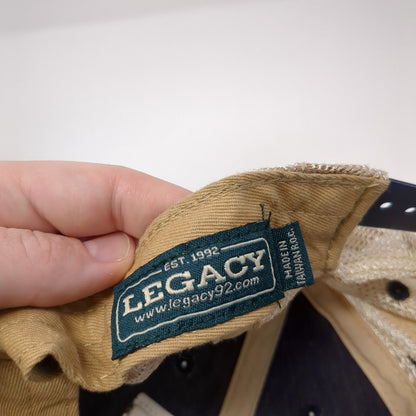 EST. 1992
LEGACY
www.legacy92.com
MADE IN
TAIWAN R.O.C.